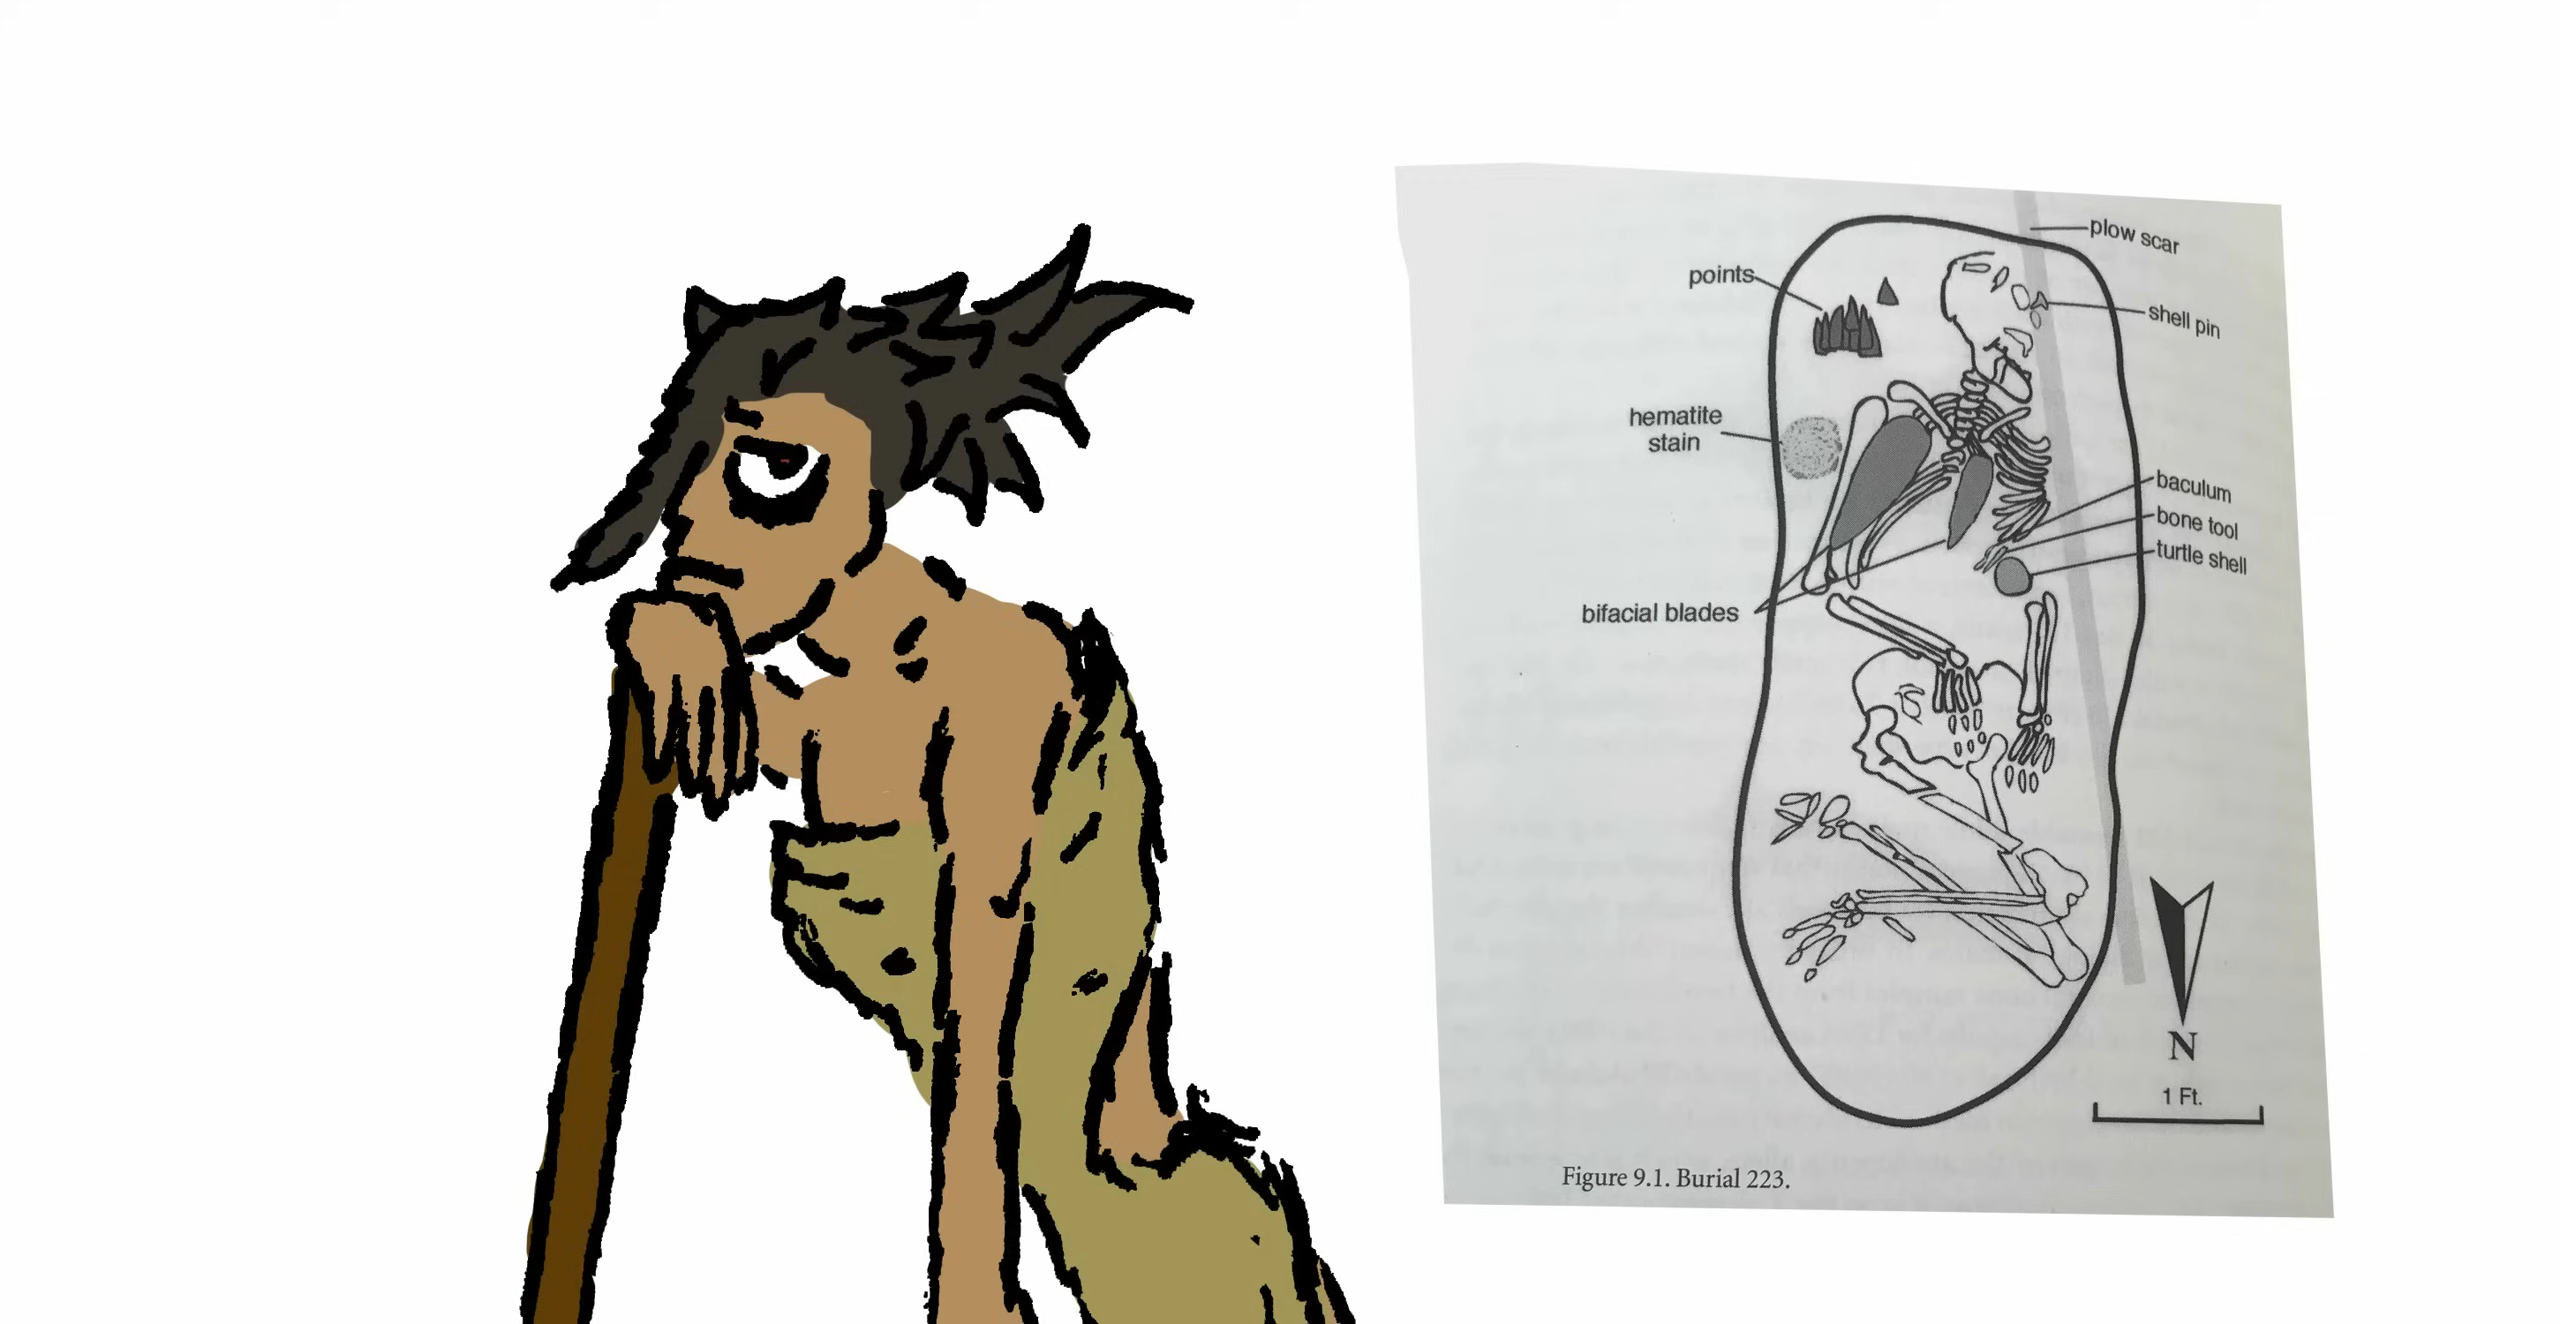 plow scar
points
shell pin
hematite
stain
baculum
bone tool
turtle shell
bifacial blades
N
1 Ft.
Figure 9.1. Burial 223.